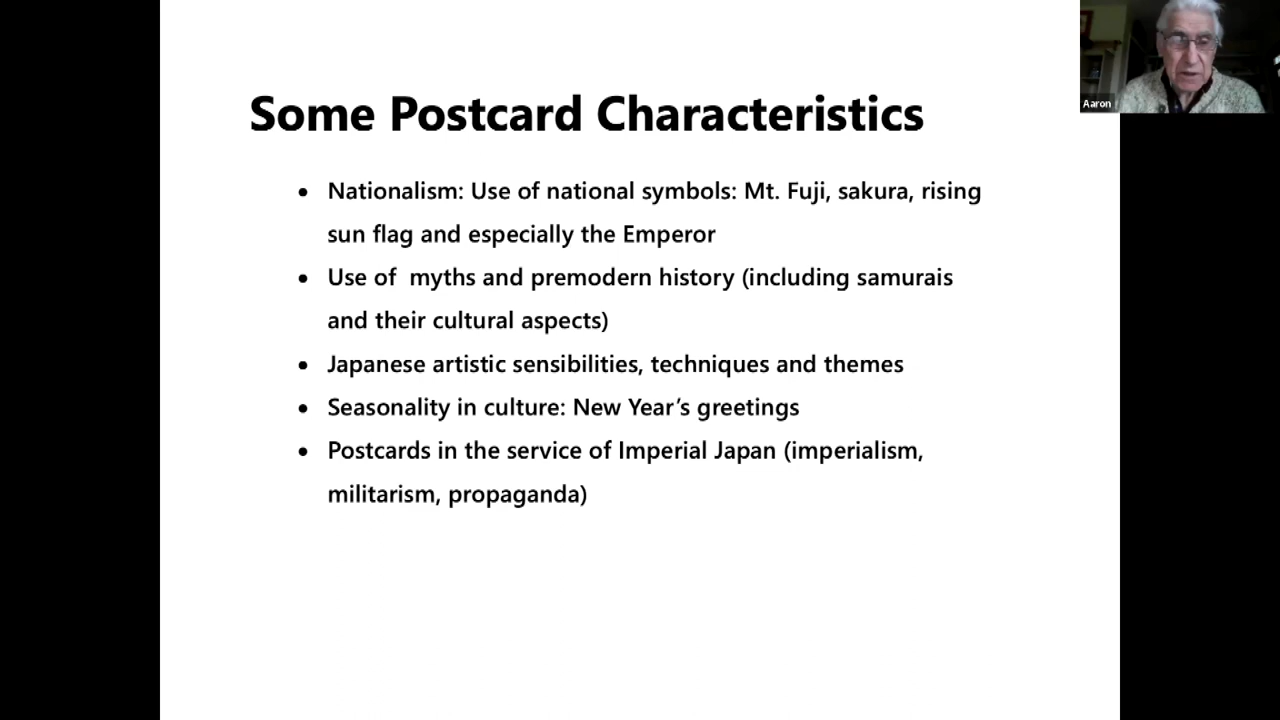 Aaron
Some Postcard Characteristics
• Nationalism: Use of national symbols: Mt. Fuji, sakura, rising
sun flag and especially the Emperor
• Use of  myths and premodern history (including samurais
and their cultural aspects)
• Japanese artistic sensibilities, techniques and themes
• Seasonality in culture: New Year’s greetings
• Postcards in the service of Imperial Japan (imperialism,
militarism, propaganda)